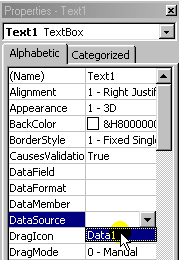 Properties - Text1
Text1 TextBox
Alphabetic Categorized
(Name) Text1
Alignment 1 - Right Justif
Appearance 1 - 3D
BackColor &H8000000
BorderStyle 1 - Fixed Single
CausesValidatio True
DataField
DataFormat
DataMember
DataSource
DragIcon Data1
DragMode 0 - Manual